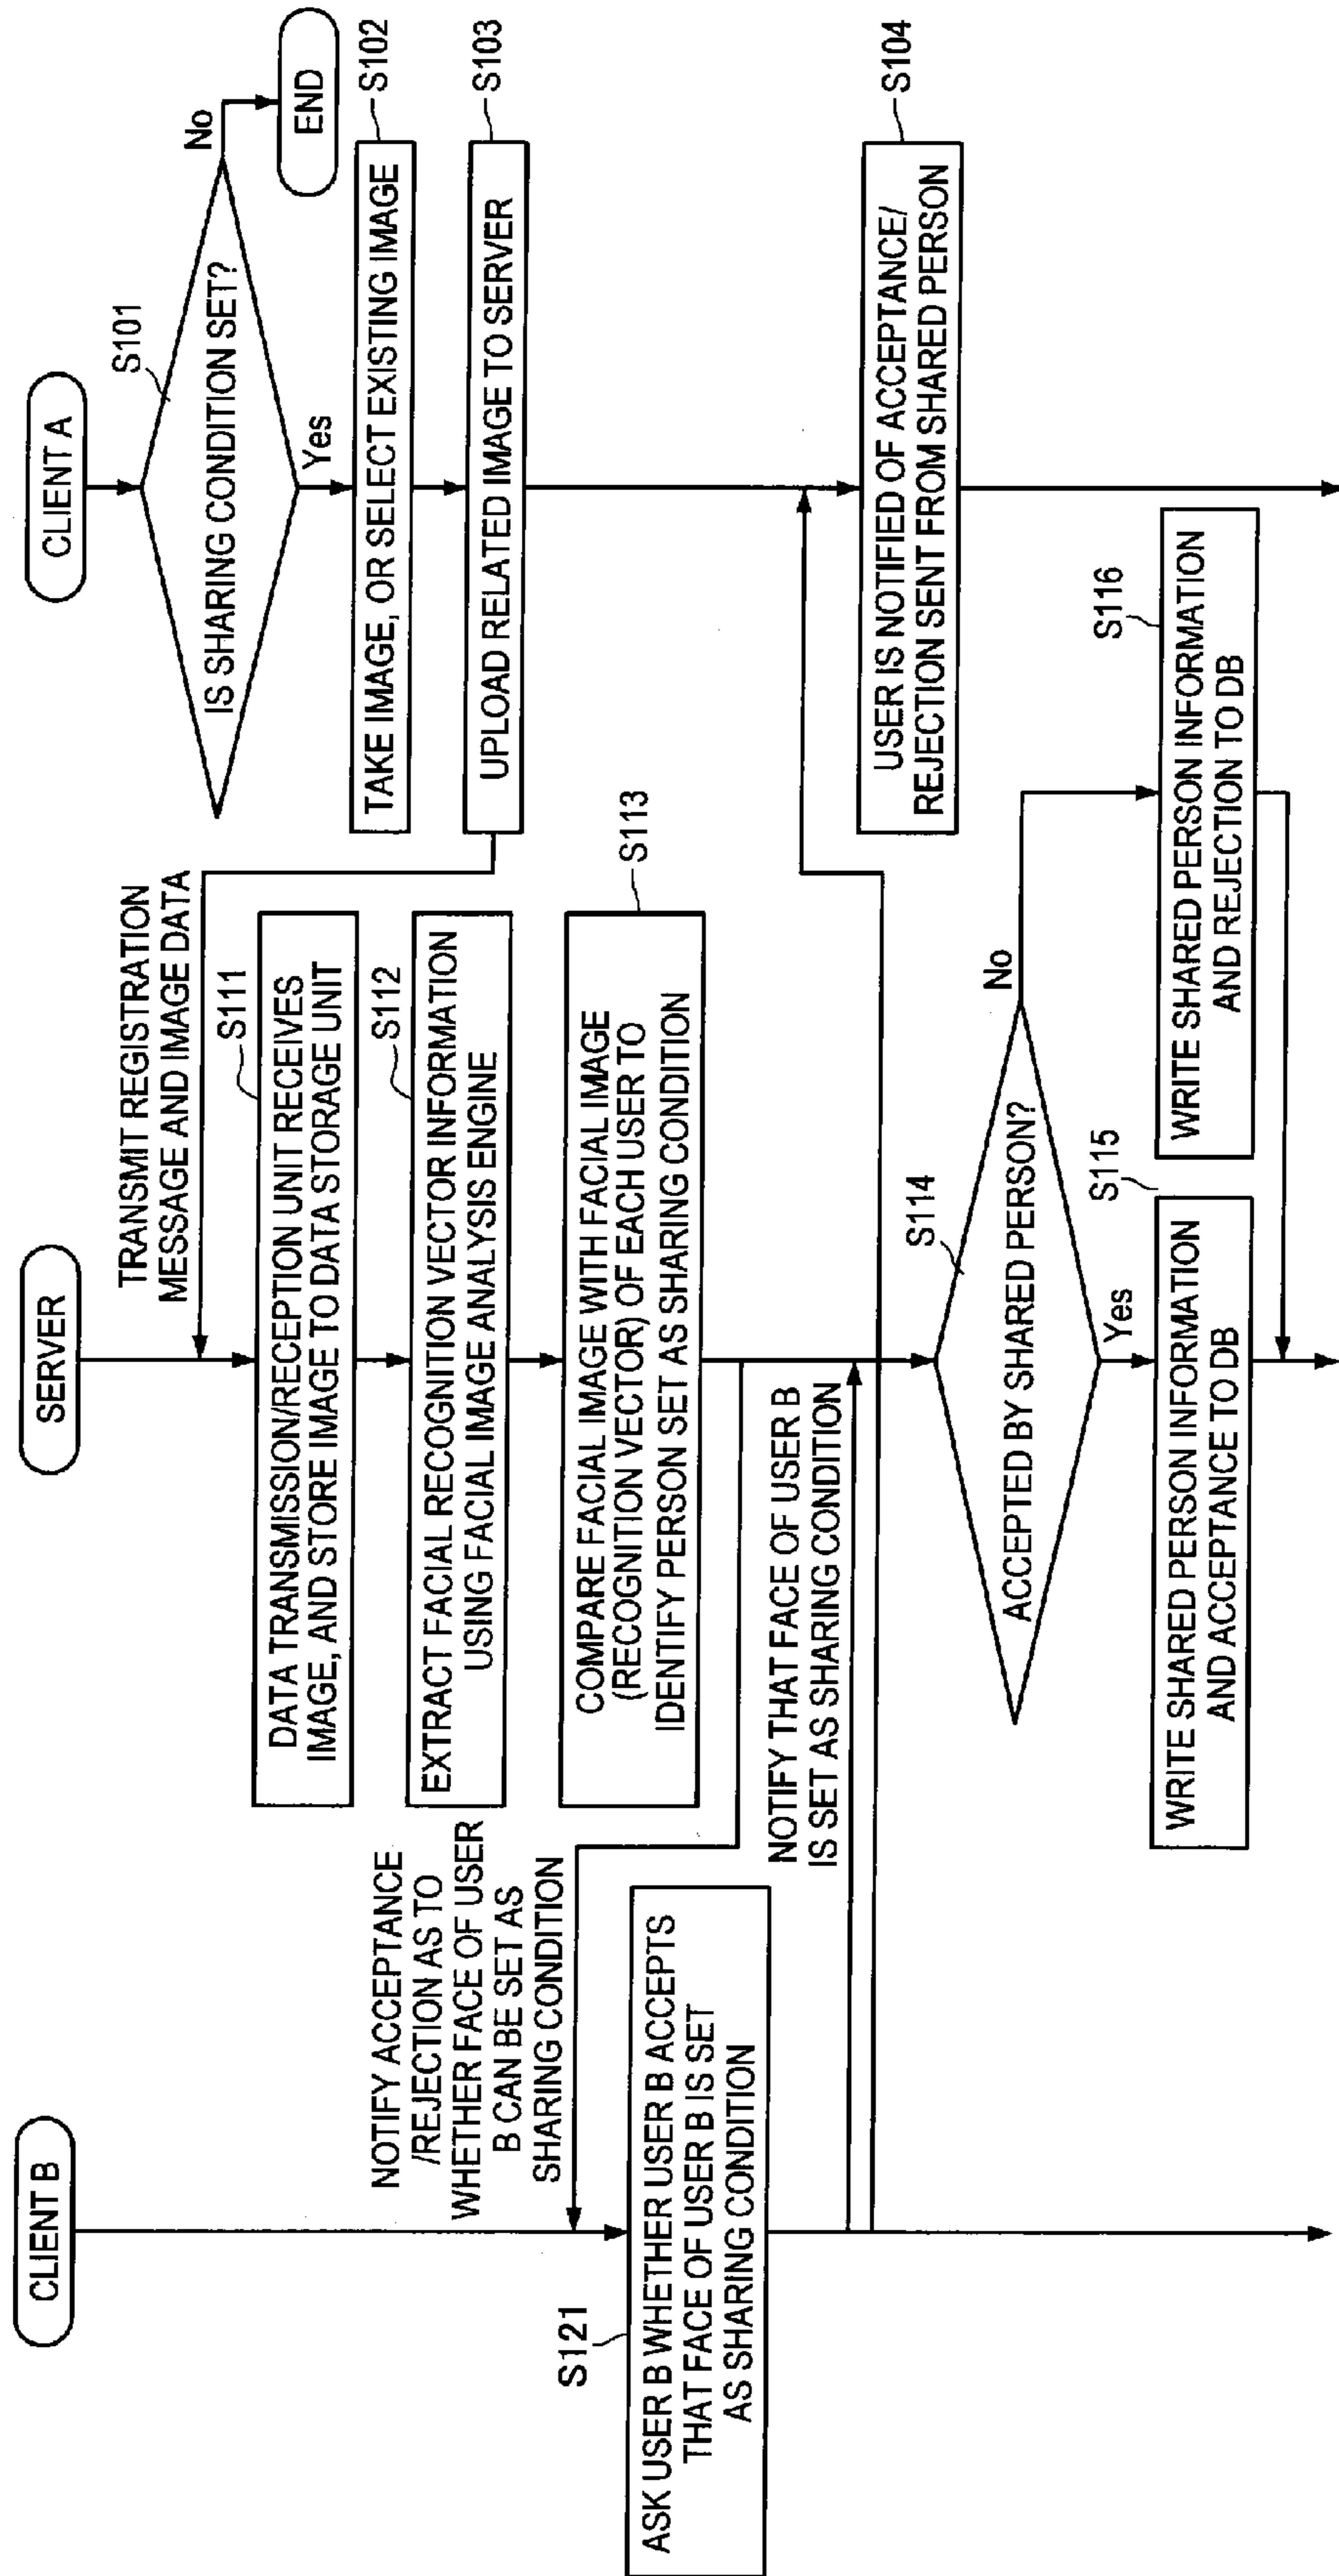 CLIENT B
NOTIFY ACCEPTANCE
/REJECTION AS TO
WHETHER FACE OF USER
B CAN BE SET AS
SHARING CONDITION
S121
ASK USER B WHETHER USER B ACCEPTS
THAT FACE OF USER B IS SET
AS SHARING CONDITION
NOTIFY THAT FACE OF USER B
IS SET AS SHARING CONDITION
SERVER
TRANSMIT REGISTRATION
MESSAGE AND IMAGE DATA
S111
DATA TRANSMISSION/RECEPTION UNIT RECEIVES
IMAGE, AND STORE IMAGE TO DATA STORAGE UNIT
S112
EXTRACT FACIAL RECOGNITION VECTOR INFORMATION
USING FACIAL IMAGE ANALYSIS ENGINE
S113
COMPARE FACIAL IMAGE WITH FACIAL IMAGE
(RECOGNITION VECTOR) OF EACH USER TO
IDENTIFY PERSON SET AS SHARING CONDITION
S114
ACCEPTED BY SHARED PERSON?
No
Yes
S115
WRITE SHARED PERSON INFORMATION
AND ACCEPTANCE TO DB
S116
WRITE SHARED PERSON INFORMATION
AND REJECTION TO DB
CLIENT A
S101
IS SHARING CONDITION SET?
No
END
Yes
S102
TAKE IMAGE, OR SELECT EXISTING IMAGE
S103
UPLOAD RELATED IMAGE TO SERVER
S104
USER IS NOTIFIED OF ACCEPTANCE/
REJECTION SENT FROM SHARED PERSON